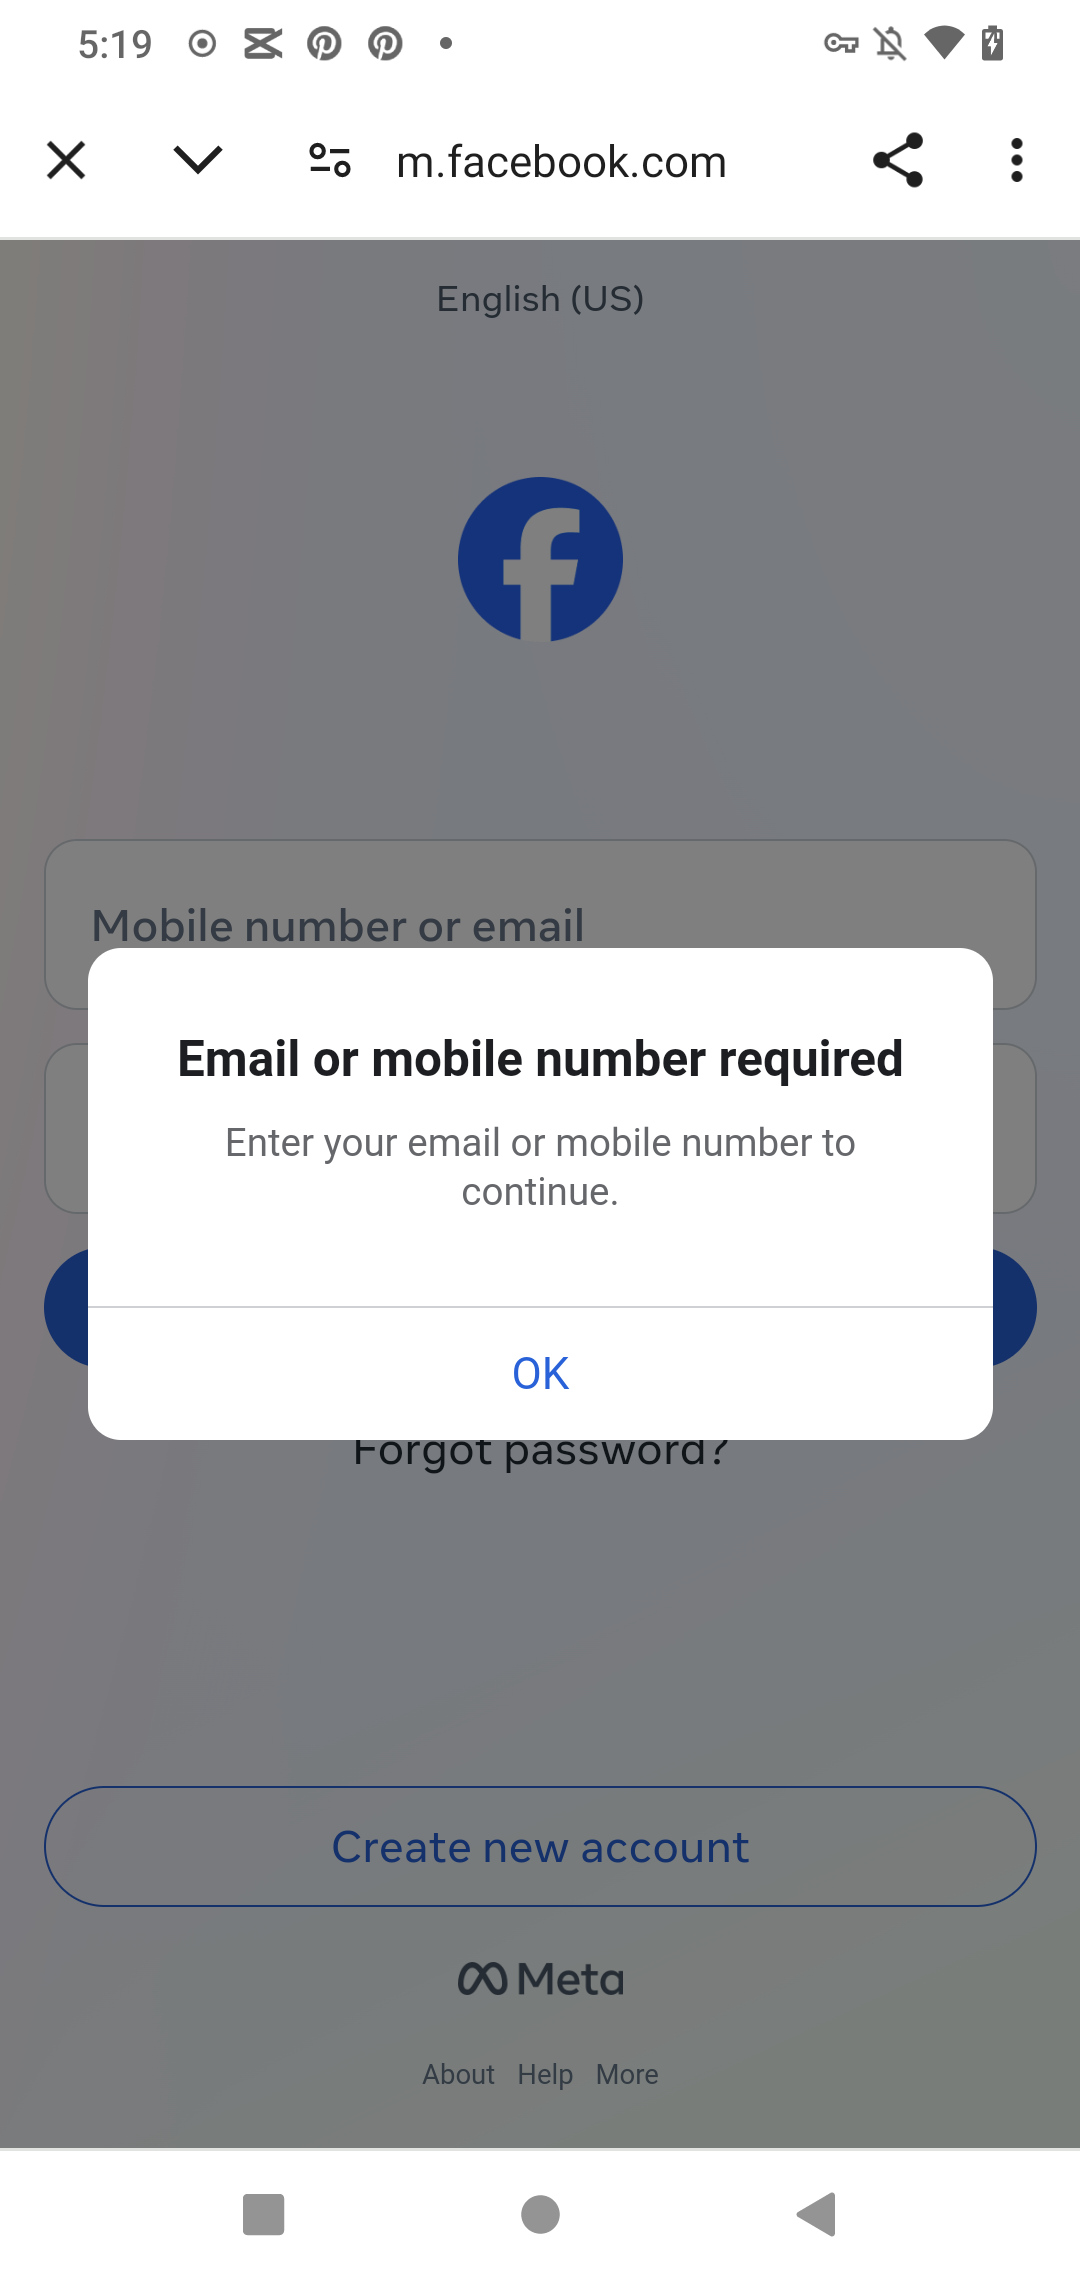 5:19
m.facebook.com
English (US)
Mobile number or email
Email or mobile number required
Enter your email or mobile number to
continue.
OK
Forgot password?
Create new account
Meta
About Help More